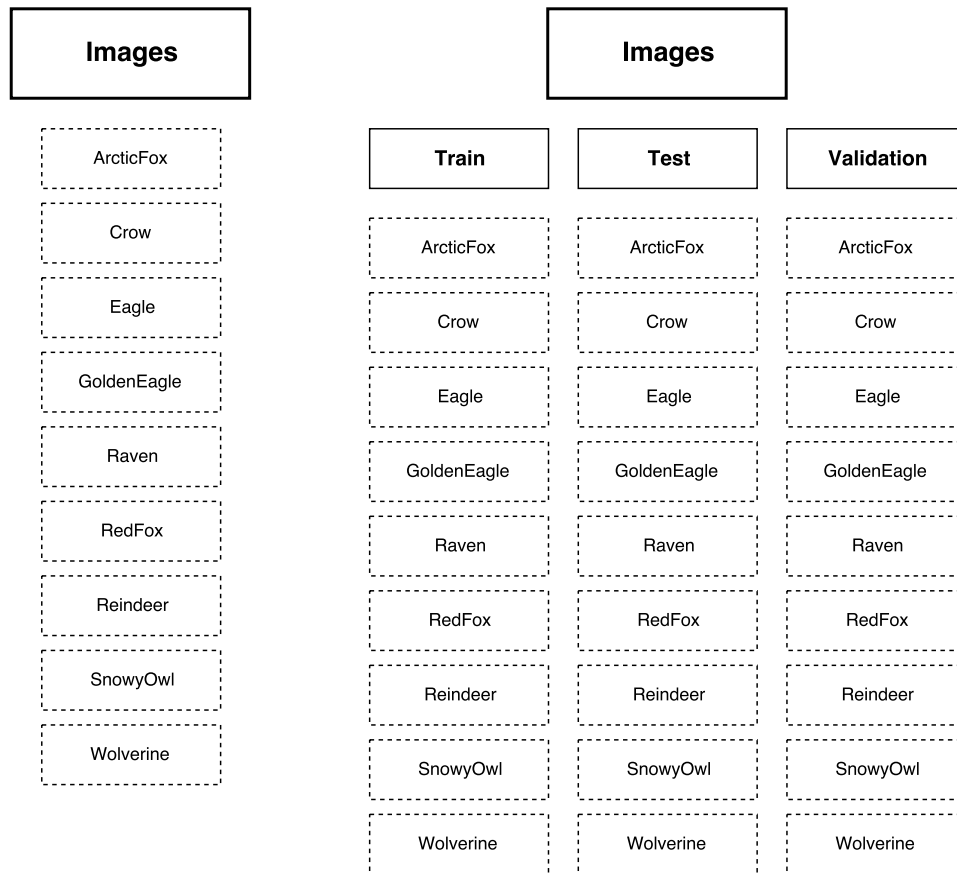 Images
ArcticFox
Crow
Eagle
GoldenEagle
Raven
RedFox
Reindeer
SnowyOwl
Wolverine
Images
Train Test Validation
ArcticFox ArcticFox ArcticFox
Crow Crow Crow
Eagle Eagle Eagle
GoldenEagle GoldenEagle GoldenEagle
Raven Raven Raven
RedFox RedFox RedFox
Reindeer Reindeer Reindeer
SnowyOwl SnowyOwl SnowyOwl
Wolverine Wolverine Wolverine